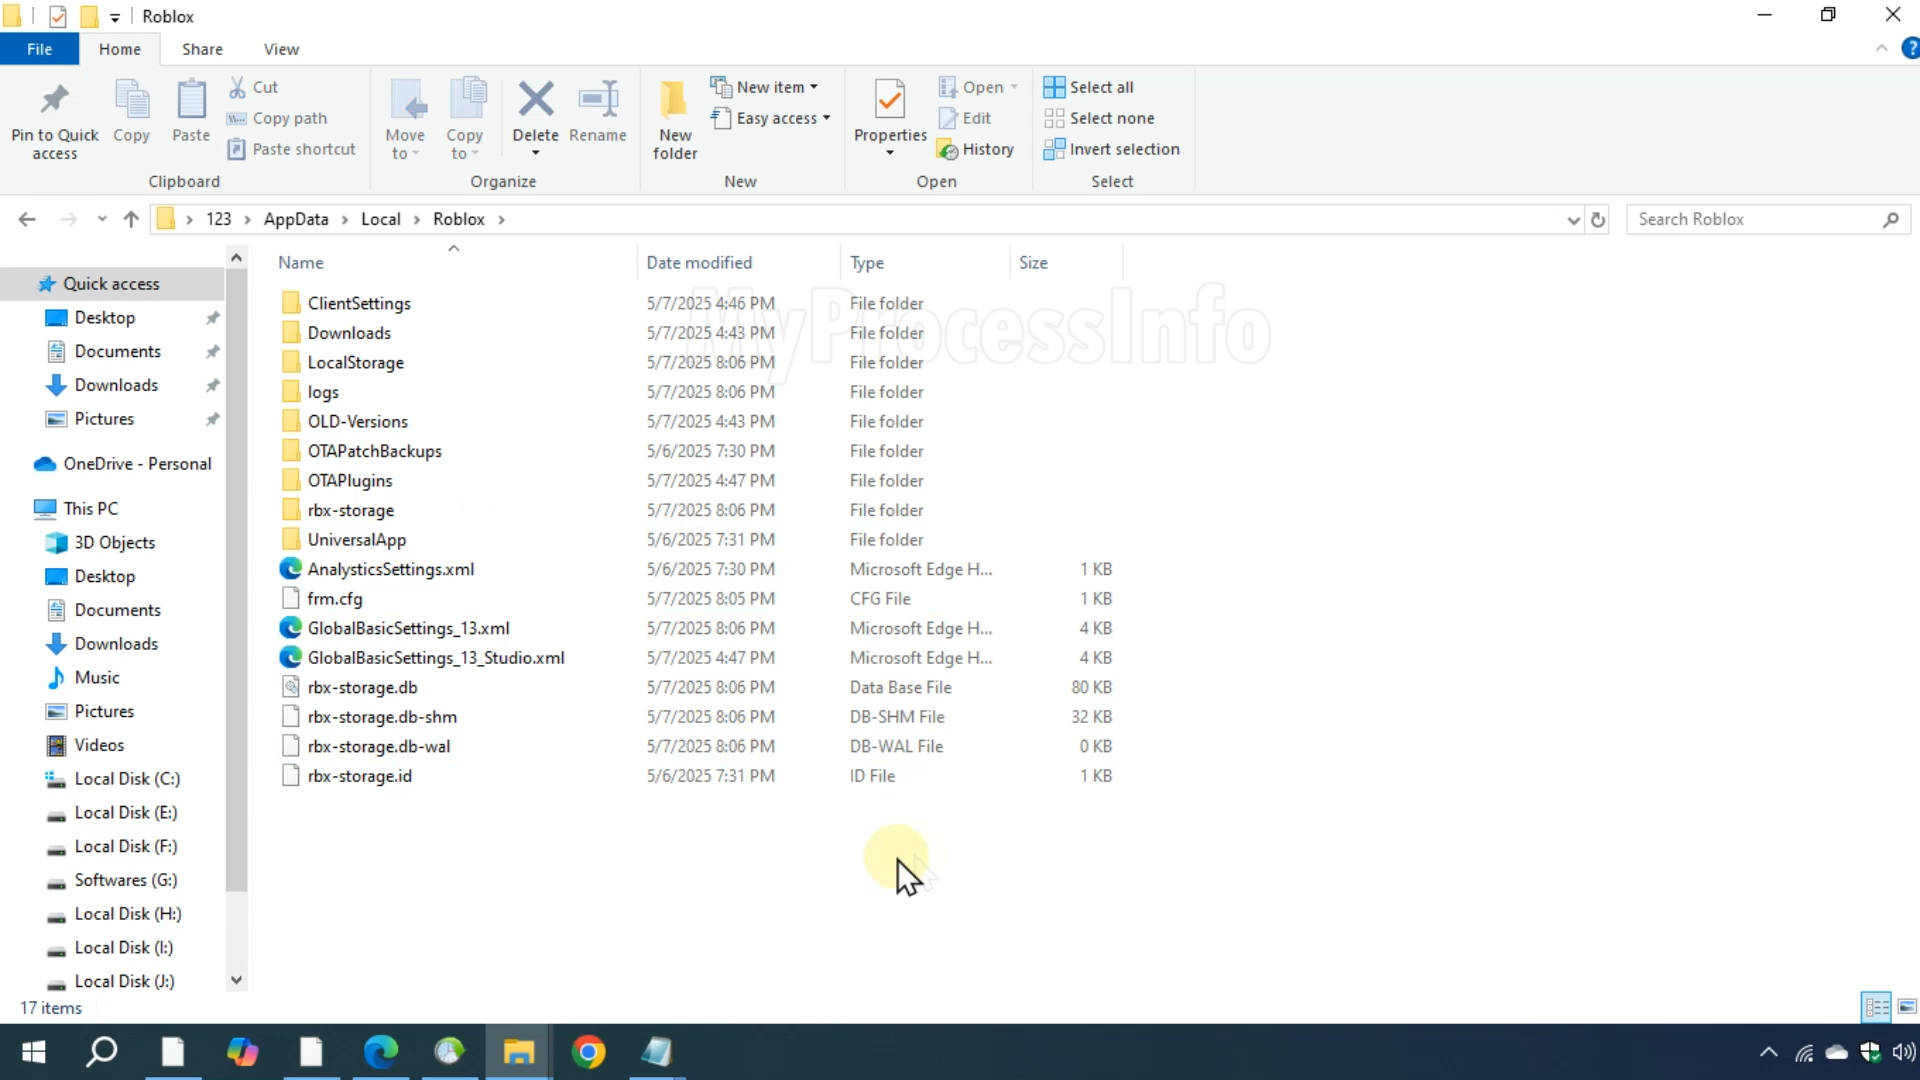 Roblox
File Home Share View
Pin to Quick access
Copy
Paste
Cut
Copy path
Paste shortcut
Clipboard
Move to
Copy to
Delete
Rename
Organize
New folder
New item
Easy access
New
Properties
Open
Edit
History
Open
Select all
Select none
Invert selection
Select
123 AppData Local Roblox
Search Roblox
Quick access
Desktop
Documents
Downloads
Pictures
OneDrive - Personal
This PC
3D Objects
Desktop
Documents
Downloads
Music
Pictures
Videos
Local Disk (C:)
Local Disk (E:)
Local Disk (F:)
Softwares (G:)
Local Disk (H:)
Local Disk (I:)
Local Disk (J:)
Name Date modified Type Size
ClientSettings 5/7/2025 4:46 PM File folder
MyProcessInfo
Downloads 5/7/2025 4:43 PM File folder
LocalStorage 5/7/2025 8:06 PM File folder
logs 5/7/2025 8:06 PM File folder
OLD-Versions 5/7/2025 4:43 PM File folder
OTAPatchBackups 5/6/2025 7:30 PM File folder
OTAPlugins 5/7/2025 4:47 PM File folder
rbx-storage 5/7/2025 8:06 PM File folder
UniversalApp 5/6/2025 7:31 PM File folder
AnalysticsSettings.xml 5/6/2025 7:30 PM Microsoft Edge H... 1 KB
frm.cfg 5/7/2025 8:05 PM CFG File 1 KB
GlobalBasicSettings_13.xml 5/7/2025 8:06 PM Microsoft Edge H... 4 KB
GlobalBasicSettings_13_Studio.xml 5/7/2025 4:47 PM Microsoft Edge H... 4 KB
rbx-storage.db 5/7/2025 8:06 PM Data Base File 80 KB
rbx-storage.db-shm 5/7/2025 8:06 PM DB-SHM File 32 KB
rbx-storage.db-wal 5/7/2025 8:06 PM DB-WAL File 0 KB
rbx-storage.id 5/6/2025 7:31 PM ID File 1 KB
17 items